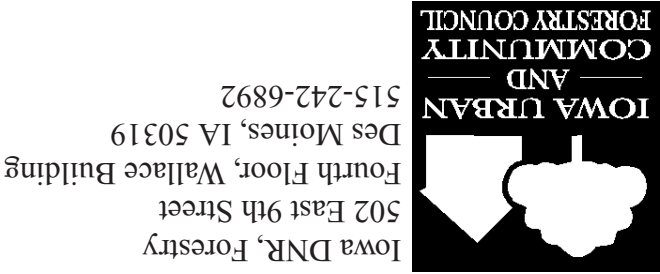 IOWA URBAN
AND
COMMUNITY
FORESTRY COUNCIL
Iowa DNR, Forestry
502 East 9th Street
Fourth Floor, Wallace Building
Des Moines, IA 50319
515-242-6892